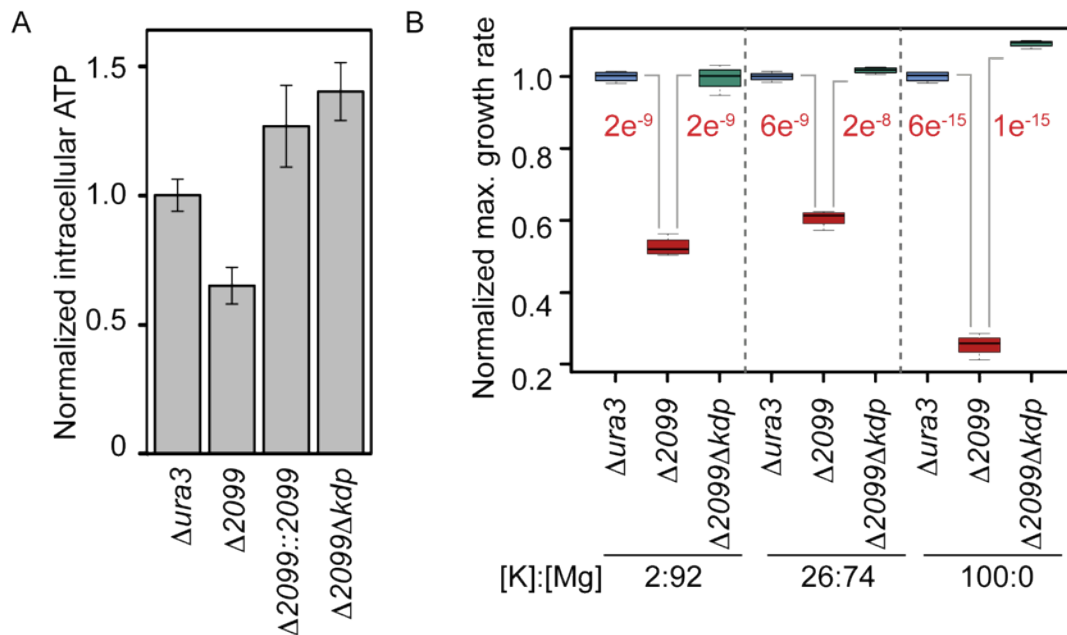 A
Normalized intracellular ATP
1.5
1.0
0.5
0
Δura3
Δ2099
Δ2099::2099
Δ2099Δkdp
B
Normalized max. growth rate
1.0
0.8
0.6
0.4
0.2
2e-9
2e-9
6e-9
2e-8
6e-15
1e-15
Δura3
Δ2099
Δ2099Δkdp
Δura3
Δ2099
Δ2099Δkdp
Δura3
Δ2099
Δ2099Δkdp
[K]:[Mg] 2:92 26:74 100:0